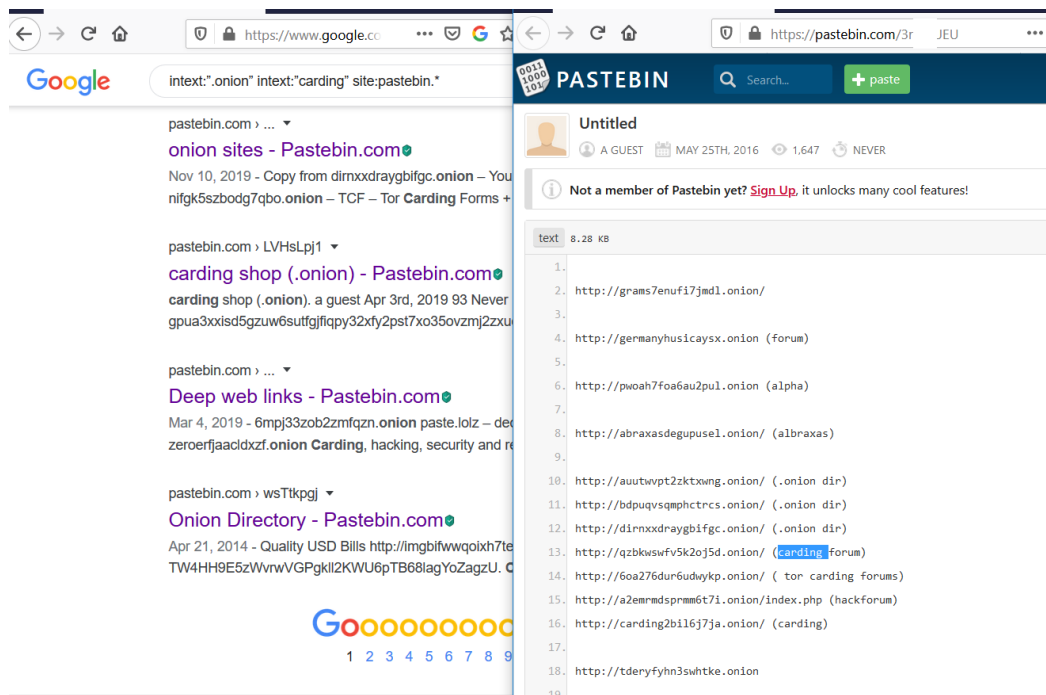 https://www.google.co
Google
intext:".onion" intext:"carding" site:pastebin.*
pastebin.com › ...
onion sites - Pastebin.com
Nov 10, 2019 - Copy from dirnxxdraygbifgc.onion – You
nifgk5szbodg7qbo.onion – TCF – Tor Carding Forms +
pastebin.com › LVHsLpj1
carding shop (.onion) - Pastebin.com
carding shop (.onion). a guest Apr 3rd, 2019 93 Never
gpua3xxisd5gzuw6sutfgjfiqpy32xfy2pst7xo35ovzmj2zxu
pastebin.com › ...
Deep web links - Pastebin.com
Mar 4, 2019 - 6mpj33zob2zmfqzn.onion paste.lolz – de
zeroerfjaacldxzf.onion Carding, hacking, security and r
pastebin.com › wsTtkpgj
Onion Directory - Pastebin.com
Apr 21, 2014 - Quality USD Bills http://imgbifwwqoixh7te
TW4HH9E5zWvrwVGPgkll2KWU6pTB68lagYoZagzU.
Goooooooooo
1 2 3 4 5 6 7 8 9
https://pastebin.com/3r JEU
0011
1000
101
PASTEBIN
Search...
+ paste
Untitled
A GUEST MAY 25TH, 2016 1,647 NEVER
Not a member of Pastebin yet? Sign Up, it unlocks many cool features!
text 8.28 KB
1.
2. http://grams7enufi7jmdl.onion/
3.
4. http://germanyhusicaysx.onion (forum)
5.
6. http://pwoah7foa6au2pul.onion (alpha)
7.
8. http://abraxasdegupusel.onion/ (albraxas)
9.
10. http://auutwvpt2zktxwng.onion/ (.onion dir)
11. http://bdpuqvsqmphctrcs.onion/ (.onion dir)
12. http://dirnxxdraygbifgc.onion/ (.onion dir)
13. http://qzbkwswfv5k2oj5d.onion/ (carding forum)
14. http://6oa276dur6udwykp.onion/ ( tor carding forums)
15. http://a2emrmdsprmm6t7i.onion/index.php (hackforum)
16. http://carding2bil6j7ja.onion/ (carding)
17.
18. http://tderyfyhn3swhtke.onion